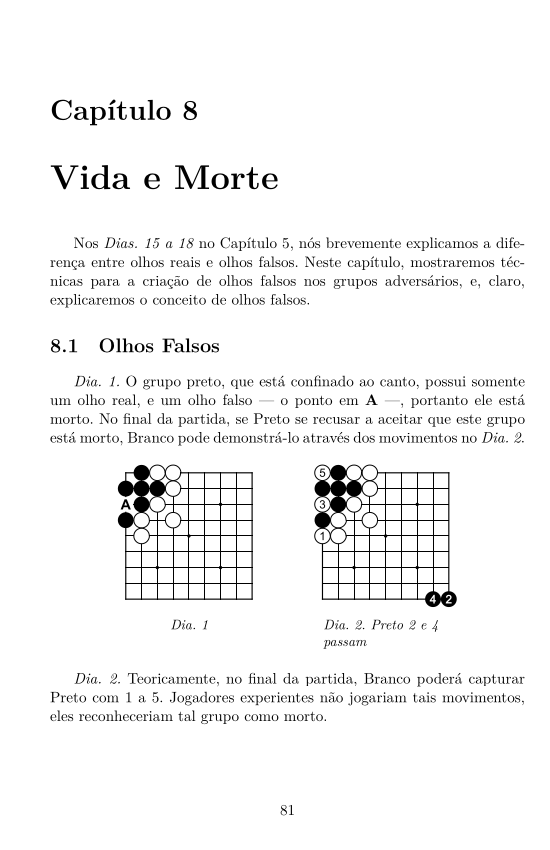 Capítulo 8
Vida e Morte
Nos Dias. 15 a 18 no Capítulo 5, nós brevemente explicamos a dife-
rença entre olhos reais e olhos falsos. Neste capítulo, mostraremos téc-
nicas para a criação de olhos falsos nos grupos adversários, e, claro,
explicaremos o conceito de olhos falsos.
8.1 Olhos Falsos
Dia. 1. O grupo preto, que está confinado ao canto, possui somente
um olho real, e um olho falso — o ponto em A —, portanto ele está
morto. No final da partida, se Preto se recusar a aceitar que este grupo
está morto, Branco pode demonstrá-lo através dos movimentos no Dia. 2.
A
5
3
1
4 2
Dia. 1
Dia. 2. Preto 2 e 4
passam
Dia. 2. Teoricamente, no final da partida, Branco poderá capturar
Preto com 1 a 5. Jogadores experientes não jogariam tais movimentos,
eles reconheceriam tal grupo como morto.
81